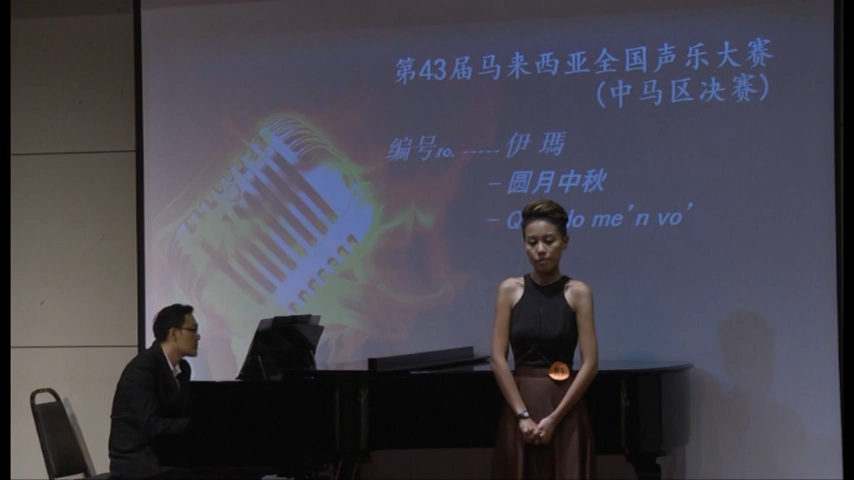 第43届马来西亚全国声乐大赛
(中马区决赛)
编号10. ----- 伊 瑪
- 圆月中秋
- do me'n vo'